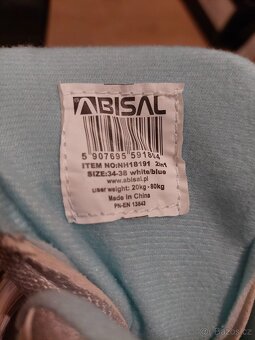 ABISAL
5 907695 591804
ITEM NO:NH18191 2in1
SIZE:34-38 white/blue
www.abisal.pl
user weight: 20kg - 80kg
Made in China
PN-EN 13843